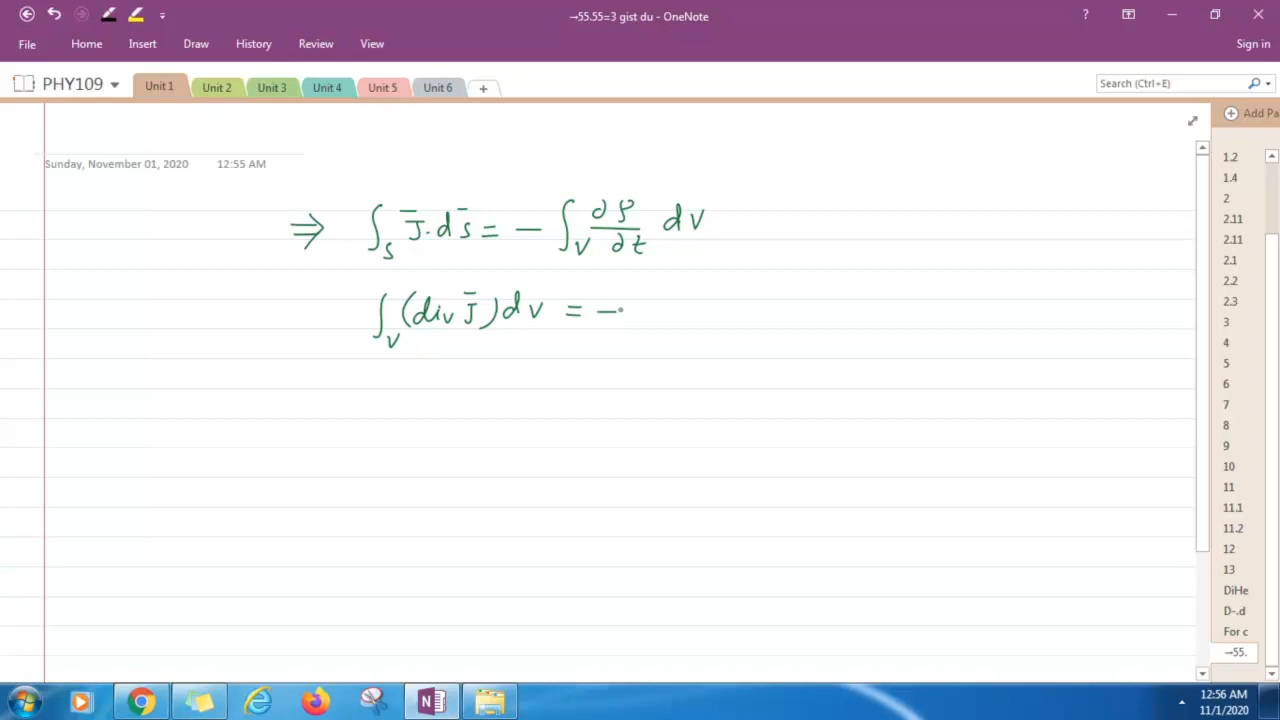 →55.55=3 gist du - OneNote
?
File Home Insert Draw History Review View
Sign in
PHY109 Unit 1 Unit 2 Unit 3 Unit 4 Unit 5 Unit 6 +
Search (Ctrl+E)
Add Pa
Sunday, November 01, 2020 12:55 AM
⇒ ∫_S J̄·ds̄ = - ∫_V ∂ρ/∂t dV
∫_V (div J̄) dV = -
1.2
1.4
2
2.11
2.11
2.1
2.2
2.3
3
4
5
6
7
8
9
10
11
11.1
11.2
12
13
DiHe
D-.d
For c
→55.
12:56 AM
11/1/2020